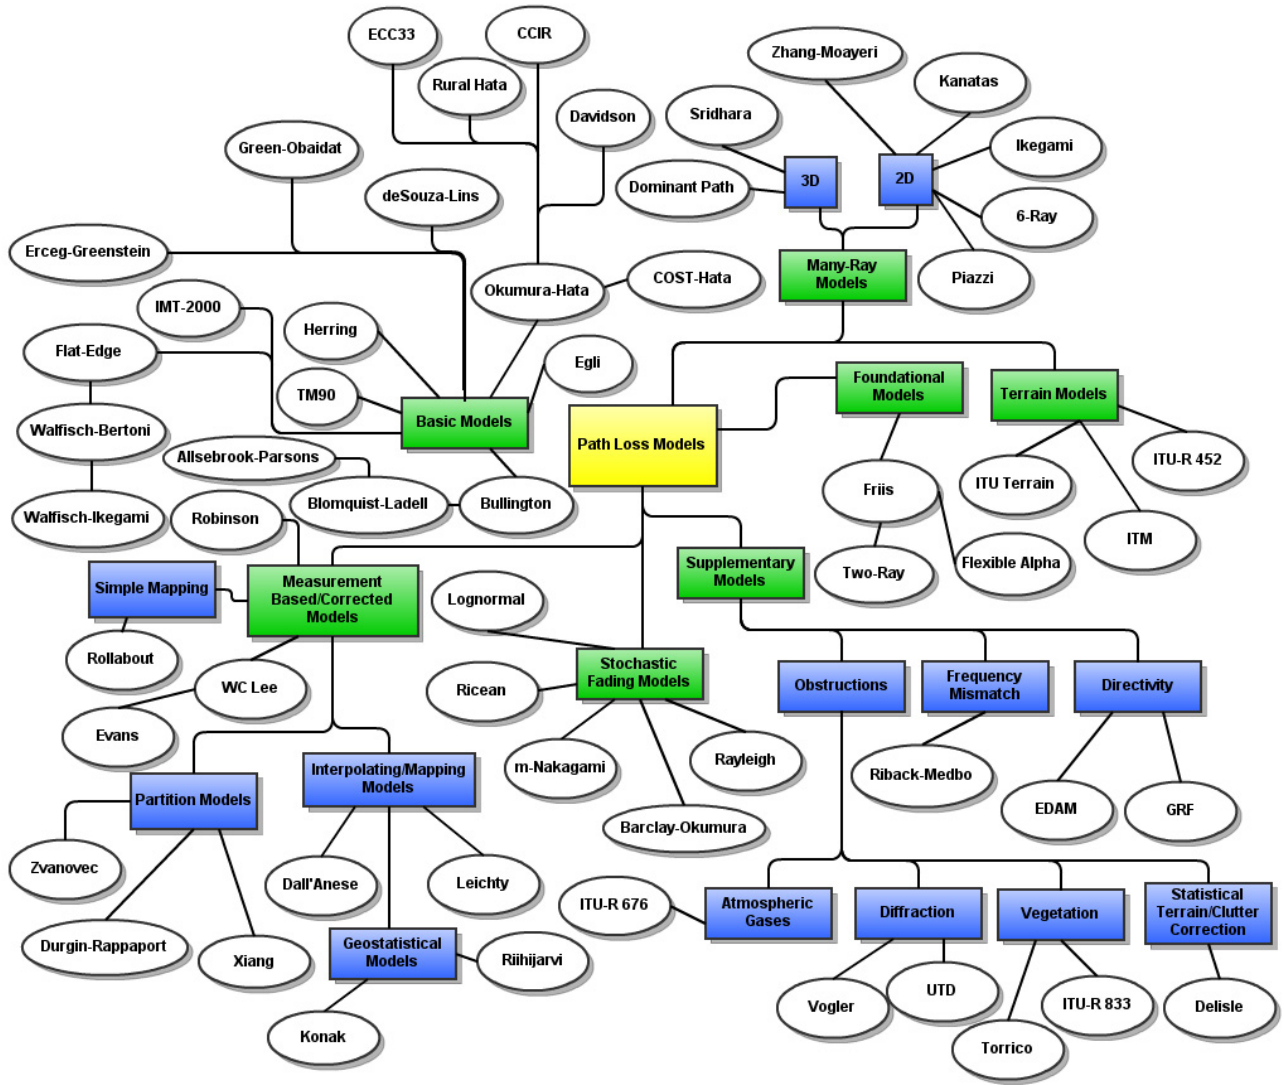 ECC33
CCIR
Zhang-Moayeri
Kanatas
Rural Hata
Sridhara
Davidson
Ikegami
Green-Obaidat
3D
2D
Dominant Path
deSouza-Lins
6-Ray
Erceg-Greenstein
Many-Ray
Models
Piazzi
Okumura-Hata
COST-Hata
IMT-2000
Herring
Flat-Edge
Egli
Foundational
Models
Terrain Models
TM90
Basic Models
Path Loss Models
Walfisch-Bertoni
Allsebrook-Parsons
ITU-R 452
ITU Terrain
Friis
Blomquist-Ladell
Bullington
Walfisch-Ikegami
Robinson
ITM
Flexible Alpha
Two-Ray
Supplementary
Models
Simple Mapping
Measurement
Based/Corrected
Models
Lognormal
Rollabout
WC Lee
Ricean
Stochastic
Fading Models
Obstructions
Frequency
Mismatch
Directivity
Evans
m-Nakagami
Rayleigh
Riback-Medbo
Interpolating/Mapping
Models
Partition Models
EDAM
GRF
Barclay-Okumura
Zvanovec
Dall'Anese
Leichty
ITU-R 676
Atmospheric
Gases
Diffraction
Vegetation
Statistical
Terrain/Clutter
Correction
Durgin-Rappaport
Xiang
Geostatistical
Models
Riihijarvi
Vogler
UTD
ITU-R 833
Delisle
Konak
Torrico